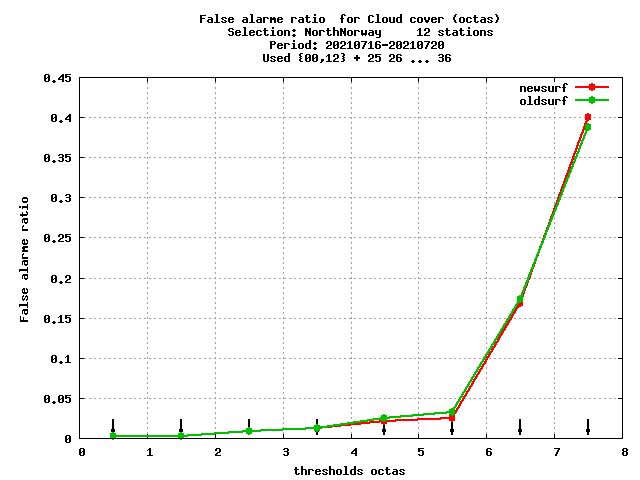 False alarme ratio  for Cloud cover (octas)
Selection: NorthNorway     12 stations
Period: 20210716-20210720
Used {00,12} + 25 26 ... 36
newsurf
oldsurf
0.45
0.4
0.35
0.3
0.25
0.2
0.15
0.1
0.05
0
False alarme ratio
0 1 2 3 4 5 6 7 8
thresholds octas